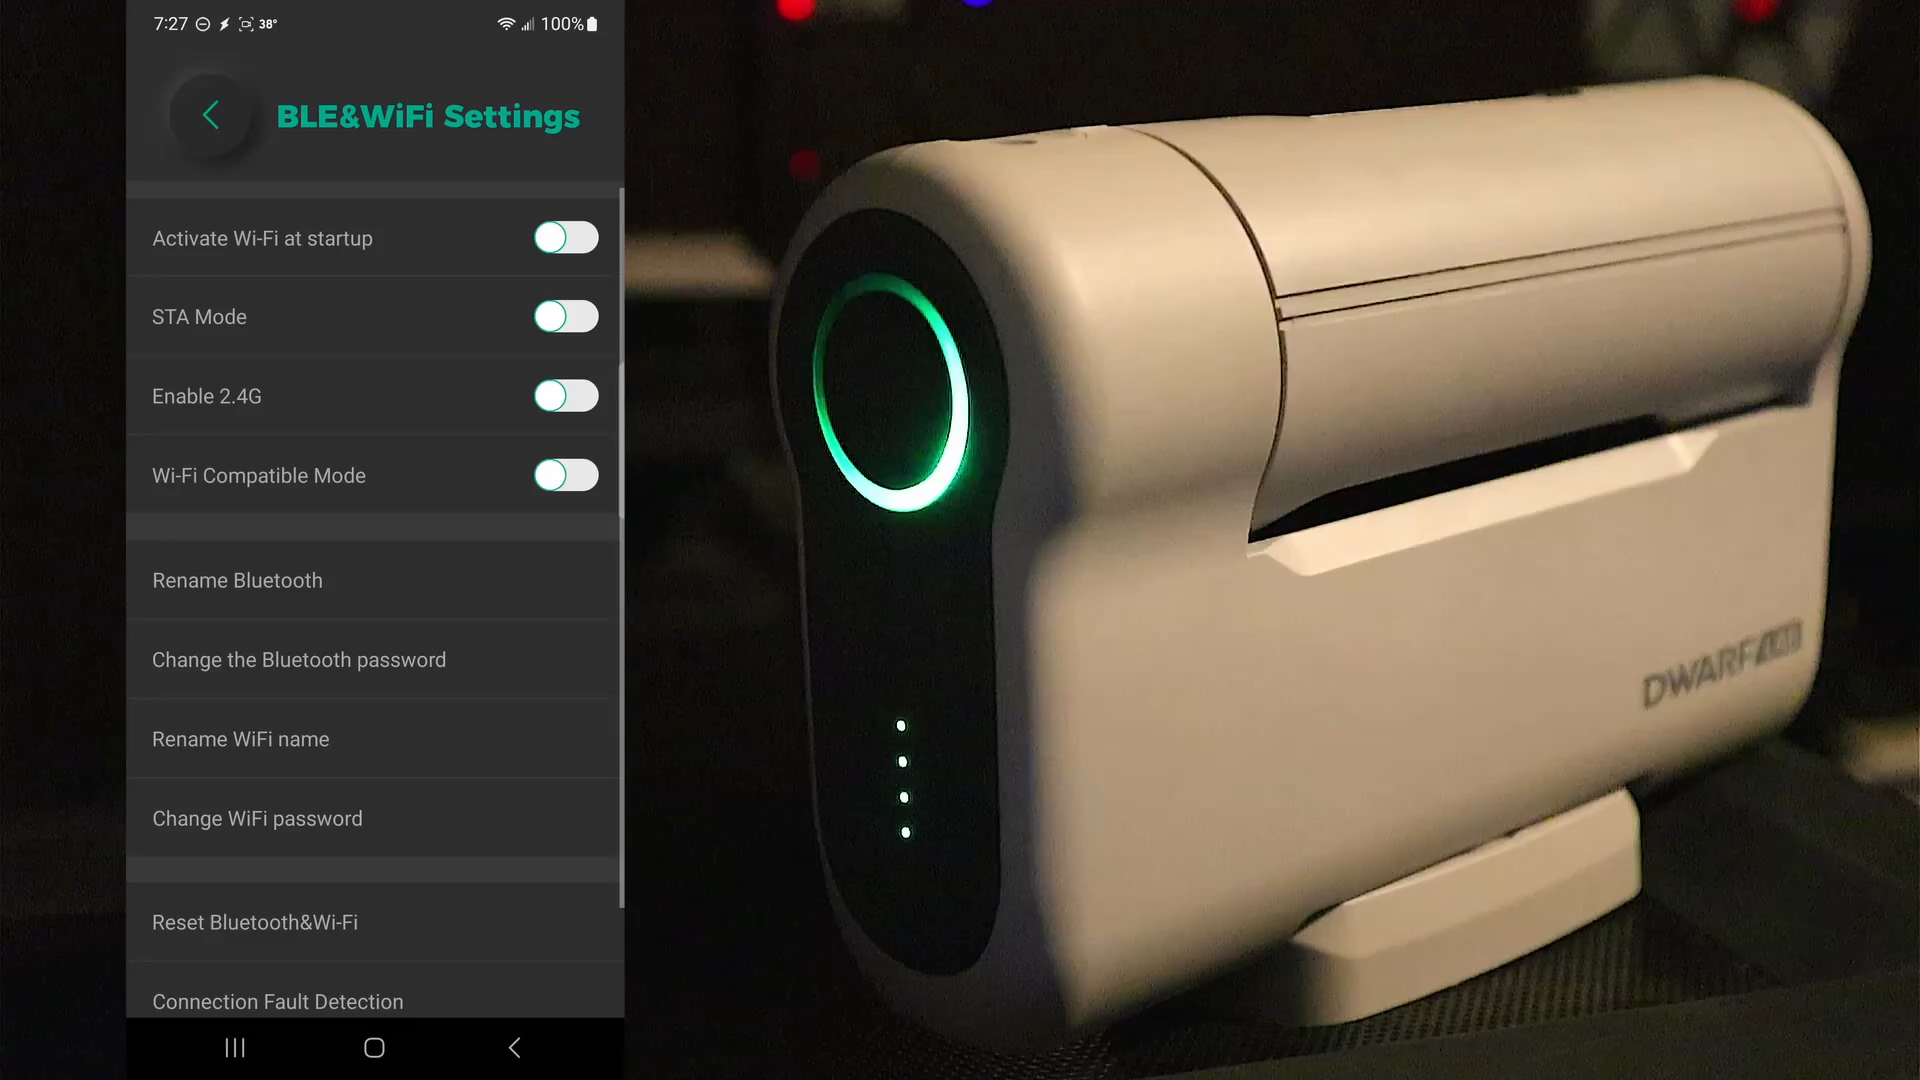 7:27 38° 100%
BLE&WiFi Settings
Activate Wi-Fi at startup
STA Mode
Enable 2.4G
Wi-Fi Compatible Mode
Rename Bluetooth
Change the Bluetooth password
Rename WiFi name
Change WiFi password
Reset Bluetooth&Wi-Fi
Connection Fault Detection
DWARFLAB